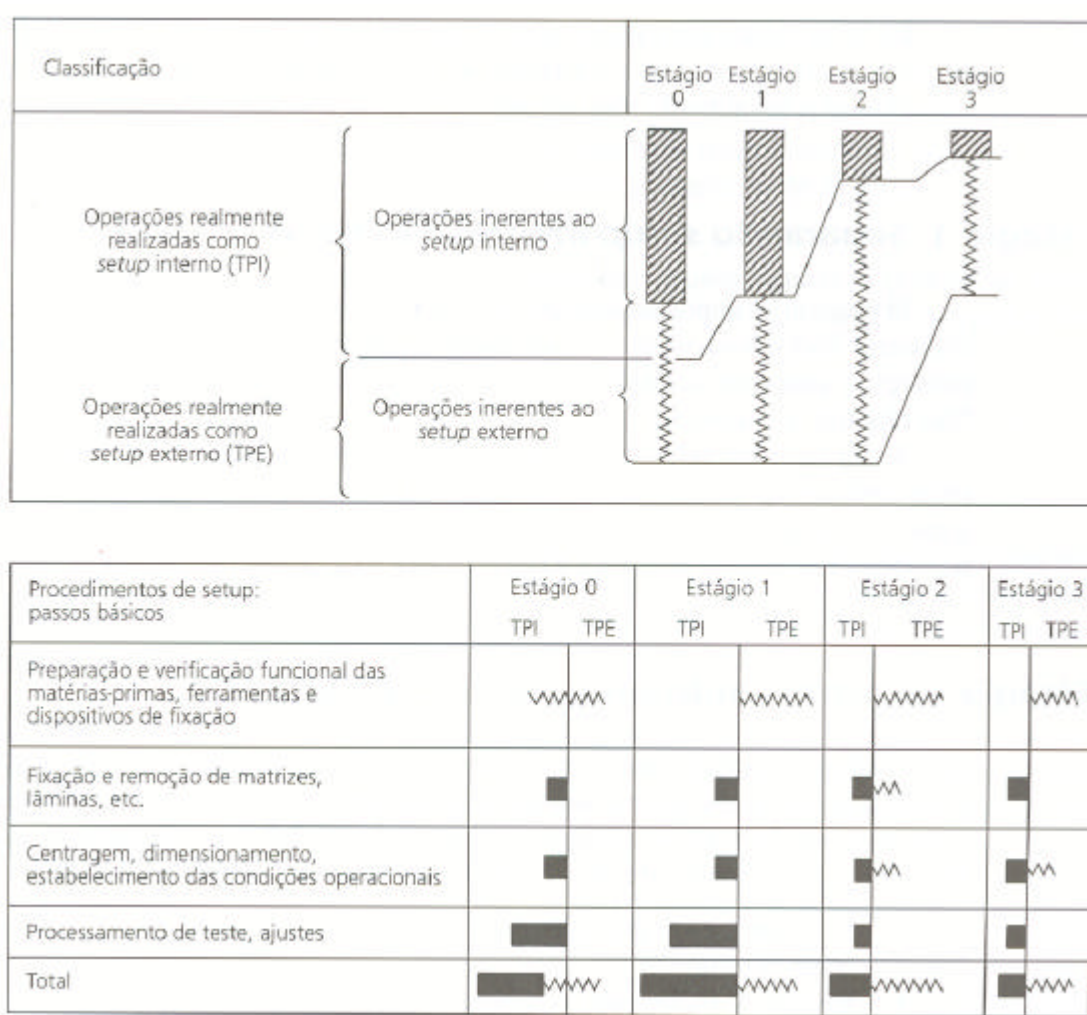 Classificação
Estágio Estágio Estágio Estágio
0 1 2 3
Operações realmente
realizadas como
setup interno (TPI)
Operações inerentes ao
setup interno
Operações realmente
realizadas como
setup externo (TPE)
Operações inerentes ao
setup externo
Procedimentos de setup:
passos básicos
Estágio 0 Estágio 1 Estágio 2 Estágio 3
TPI TPE TPI TPE TPI TPE TPI TPE
Preparação e verificação funcional das
matérias-primas, ferramentas e
dispositivos de fixação
Fixação e remoção de matrizes,
lâminas, etc.
Centragem, dimensionamento,
estabelecimento das condições operacionais
Processamento de teste, ajustes
Total